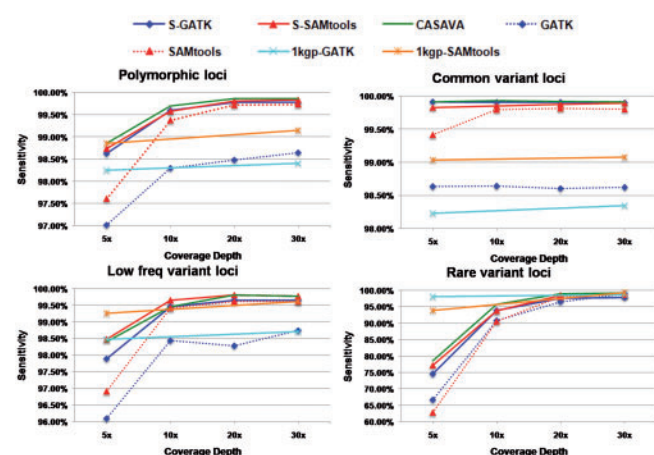 S-GATK S-SAMtools CASAVA GATK
SAMtools 1kgp-GATK 1kgp-SAMtools
Polymorphic loci
100.00%
99.50%
99.00%
98.50%
98.00%
97.50%
97.00%
Sensitivity
5x 10x 20x 30x
Coverage Depth
Common variant loci
100.00%
99.50%
99.00%
98.50%
98.00%
Sensitivity
5x 10x 20x 30x
Coverage Depth
Low freq variant loci
100.00%
99.50%
99.00%
98.50%
98.00%
97.50%
97.00%
96.50%
96.00%
Sensitivity
5x 10x 20x 30x
Coverage Depth
Rare variant loci
100.00%
95.00%
90.00%
85.00%
80.00%
75.00%
70.00%
65.00%
60.00%
Sensitivity
5x 10x 20x 30x
Coverage Depth